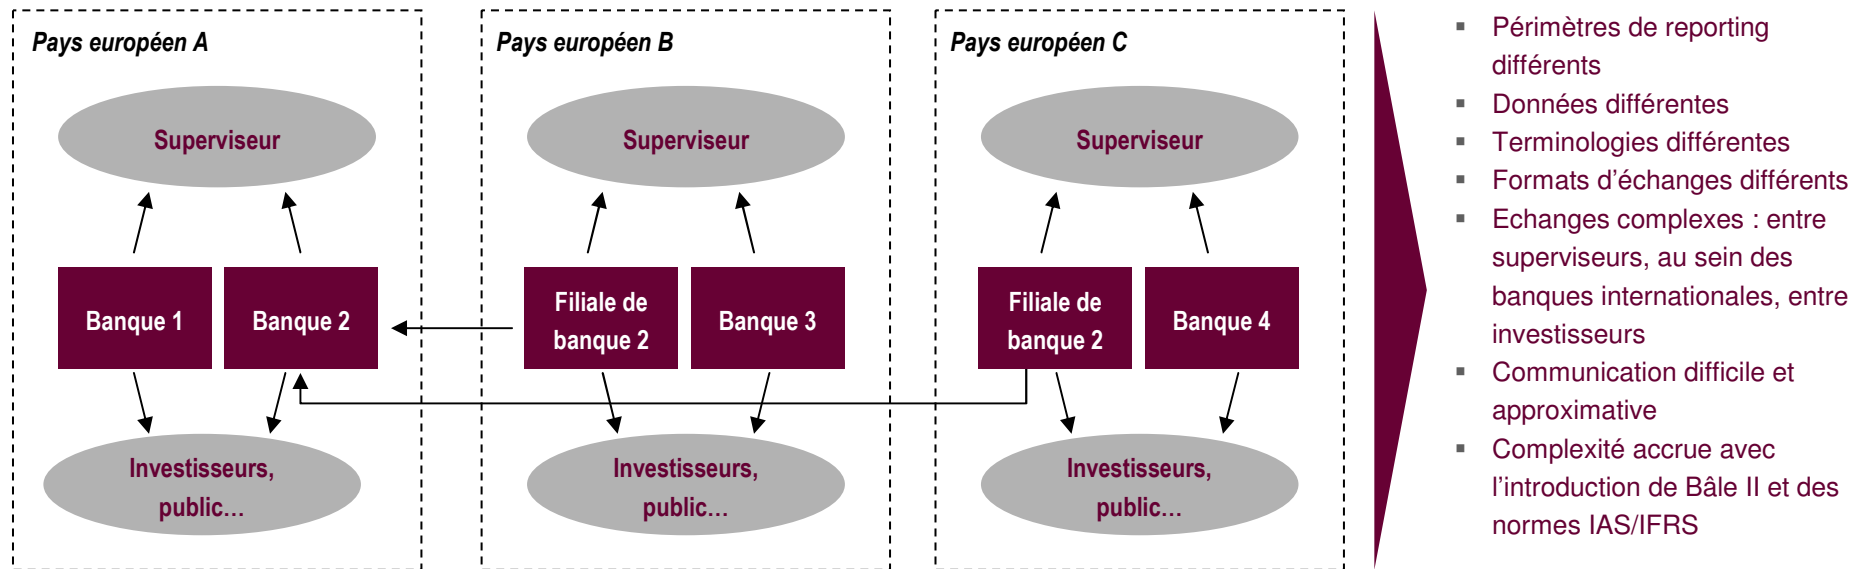 Pays européen A
Superviseur
Banque 1
Banque 2
Investisseurs,
public…
Pays européen B
Superviseur
Filiale de
banque 2
Banque 3
Investisseurs,
public…
Pays européen C
Superviseur
Filiale de
banque 2
Banque 4
Investisseurs,
public…
▪ Périmètres de reporting
différents
▪ Données différentes
▪ Terminologies différentes
▪ Formats d’échanges différents
▪ Echanges complexes : entre
superviseurs, au sein des
banques internationales, entre
investisseurs
▪ Communication difficile et
approximative
▪ Complexité accrue avec
l’introduction de Bâle II et des
normes IAS/IFRS